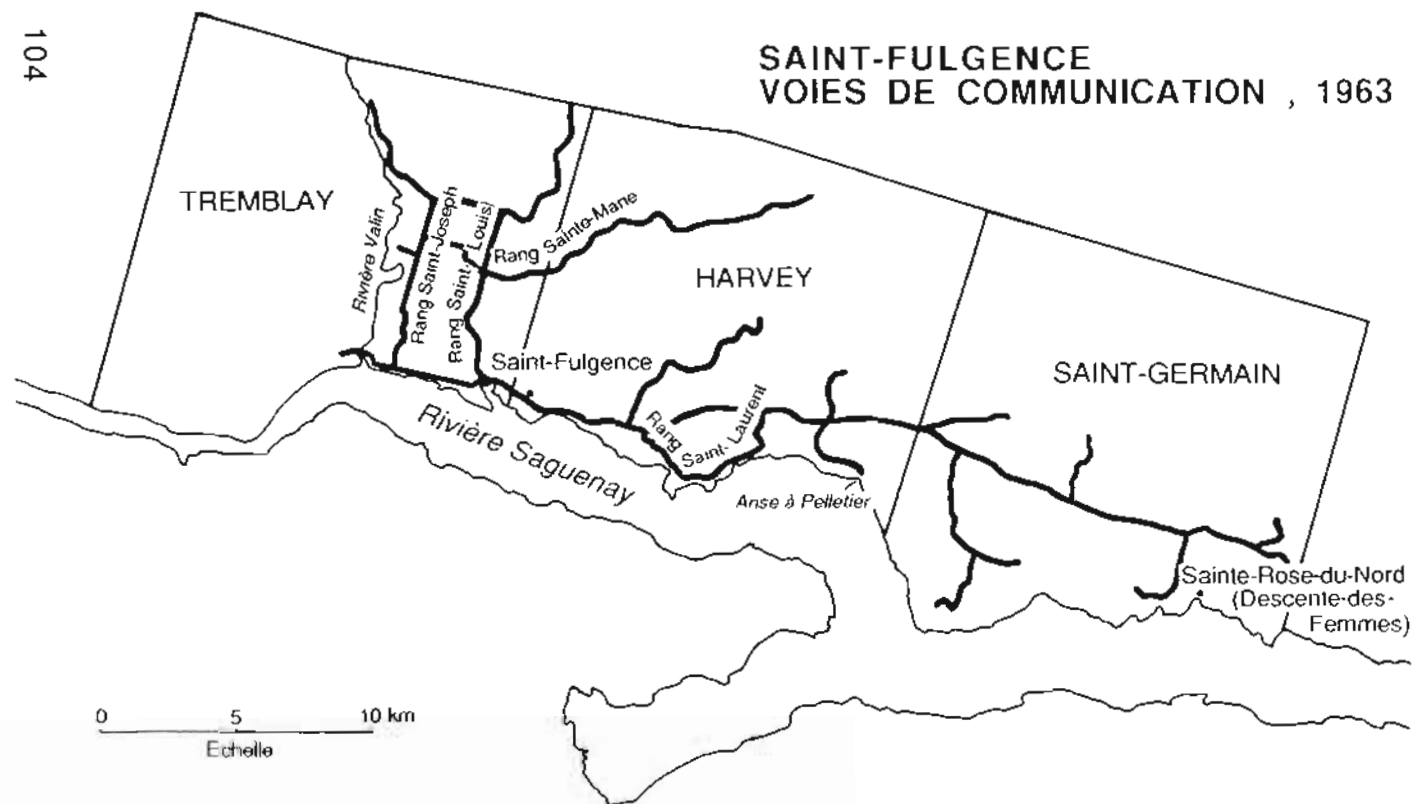 104
SAINT-FULGENCE
VOIES DE COMMUNICATION , 1963
TREMBLAY
Rivière Valin
Rang Saint-Joseph
Rang Saint-Louis
Rang Sainte-Marie
HARVEY
Saint-Fulgence
SAINT-GERMAIN
Rang Saint-Laurent
Rivière Saguenay
Anse à Pelletier
Sainte-Rose-du-Nord
(Descente-des-
Femmes)
0 5 10 km
Echelle